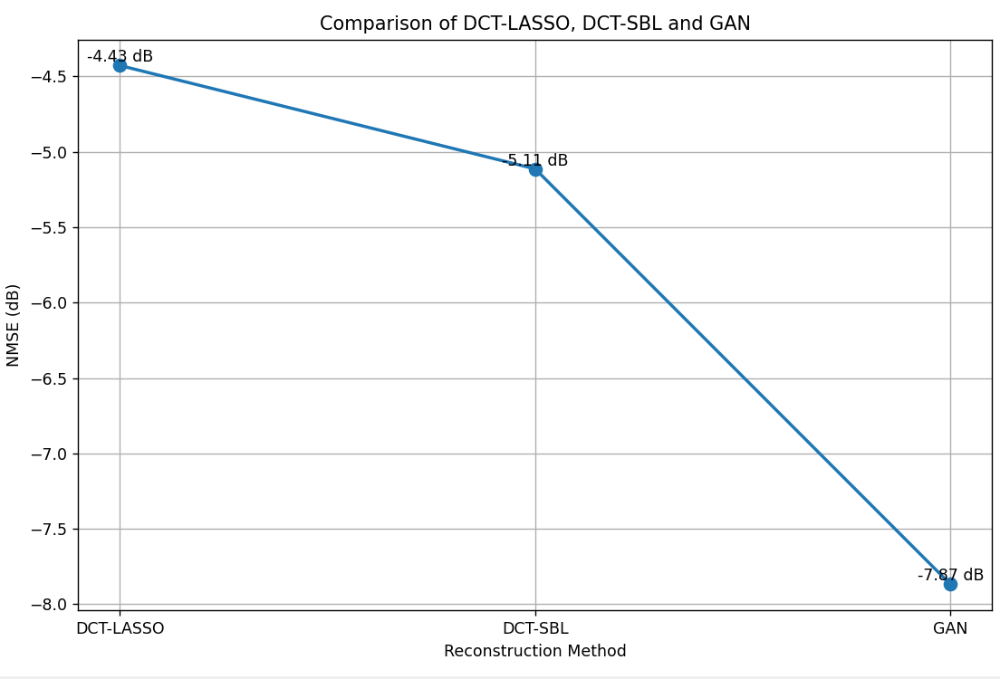 Comparison of DCT-LASSO, DCT-SBL and GAN
-4.43 dB
-5.11 dB
-7.87 dB
−4.5
−5.0
−5.5
−6.0
−6.5
−7.0
−7.5
−8.0
NMSE (dB)
DCT-LASSO
DCT-SBL
GAN
Reconstruction Method